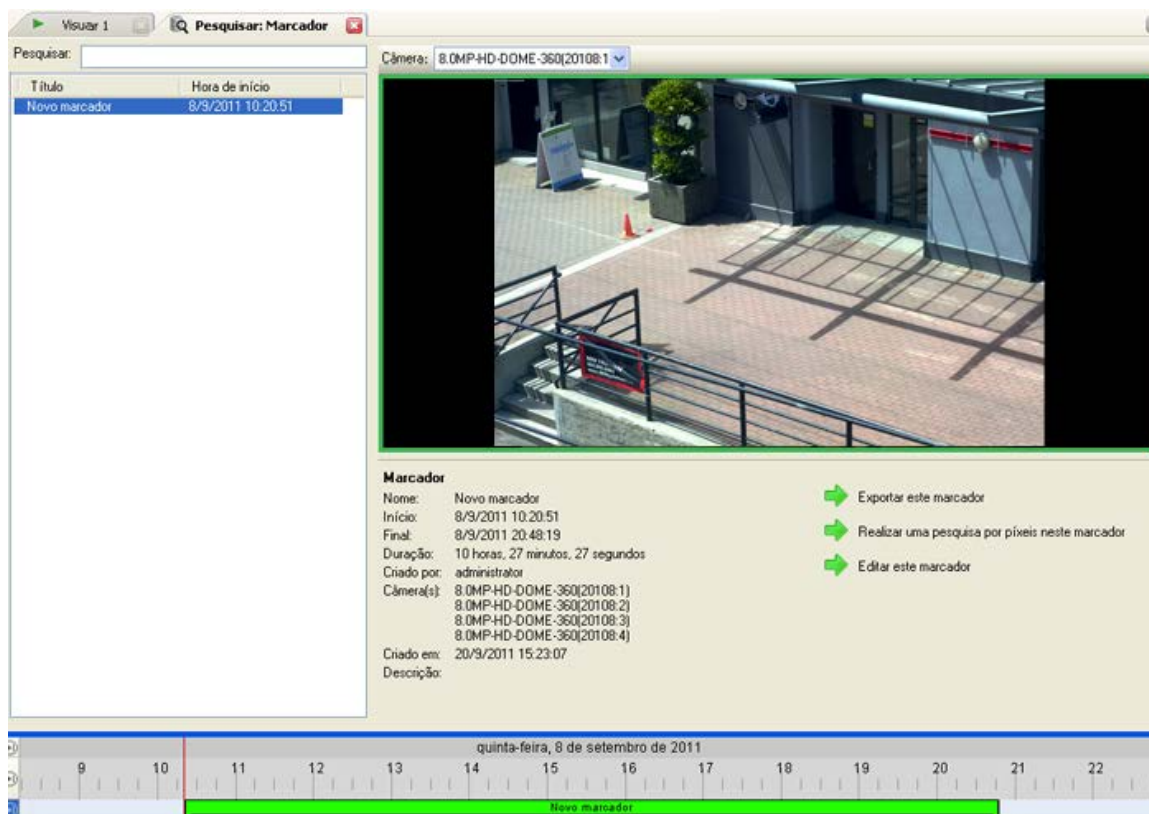 Visuar 1
Pesquisar: Marcador
Pesquisar:
Título Hora de início
Novo marcador 8/9/2011 10:20:51
Câmera: 8.0MP-HD-DOME-360(20108:1
Marcador
Nome: Novo marcador
Início: 8/9/2011 10:20:51
Final: 8/9/2011 20:48:19
Duração: 10 horas, 27 minutos, 27 segundos
Criado por: administrator
Câmera(s): 8.0MP-HD-DOME-360(20108:1)
8.0MP-HD-DOME-360(20108:2)
8.0MP-HD-DOME-360(20108:3)
8.0MP-HD-DOME-360(20108:4)
Criado em: 20/9/2011 15:23:07
Descrição:
Exportar este marcador
Realizar uma pesquisa por píxeis neste marcador
Editar este marcador
quinta-feira, 8 de setembro de 2011
9 10 11 12 13 14 15 16 17 18 19 20 21 22
Novo marcador